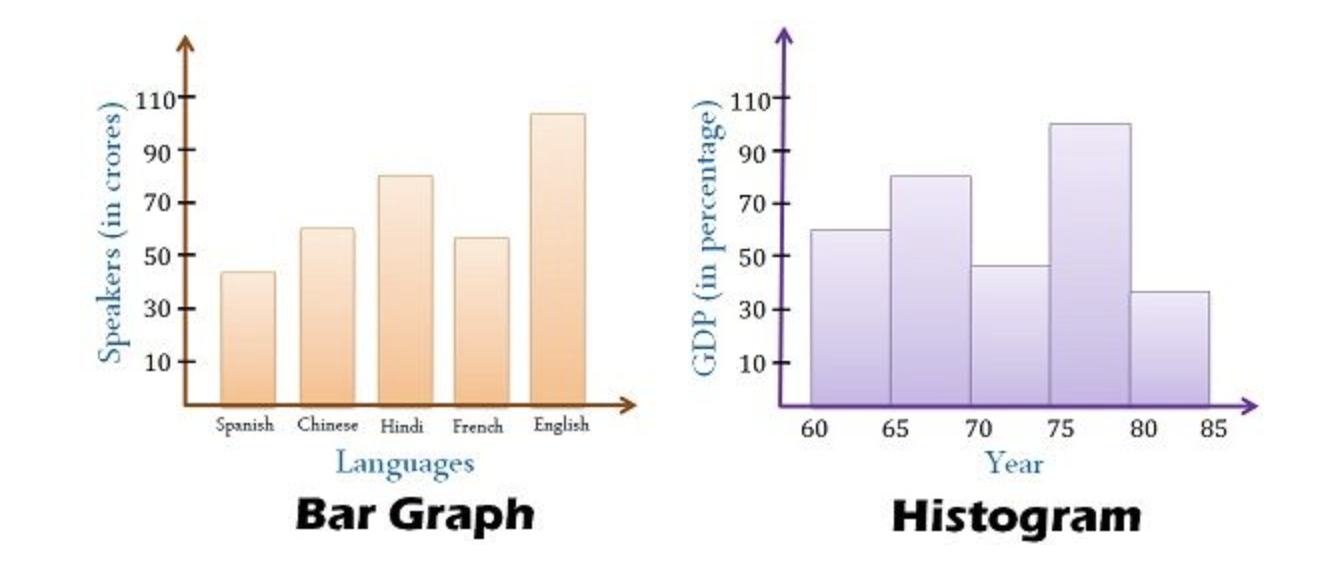 Speakers (in crores)
110
90
70
50
30
10
Spanish Chinese Hindi French English
Languages
Bar Graph
GDP (in percentage)
110
90
70
50
30
10
60 65 70 75 80 85
Year
Histogram